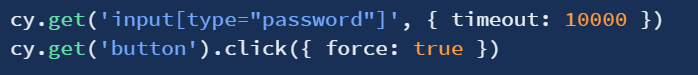 cy.get('input[type="password"]', { timeout: 10000 })
cy.get('button').click({ force: true })